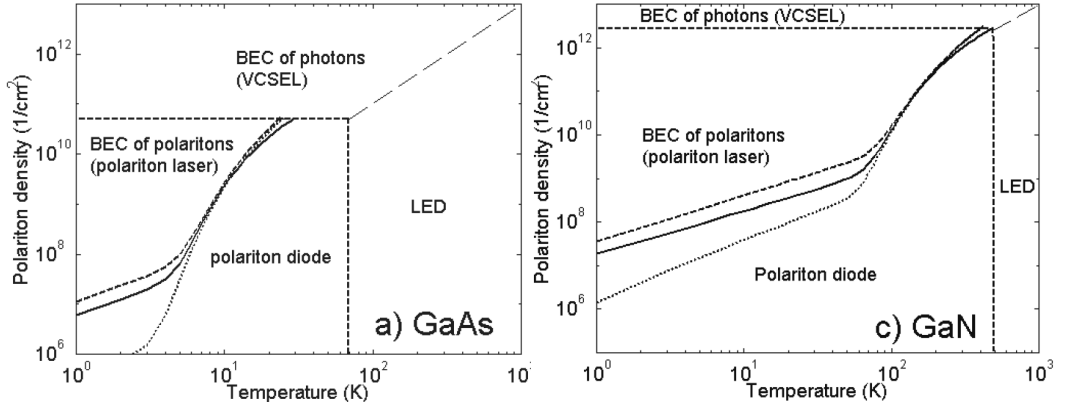 10^12
10^10
10^8
10^6
Polariton density (1/cm^2)
BEC of photons
(VCSEL)
BEC of polaritons
(polariton laser)
LED
polariton diode
a) GaAs
10^0
10^1
10^2
10
Temperature (K)
10^12
10^10
10^8
10^6
Polariton density (1/cm^2)
BEC of photons (VCSEL)
BEC of polaritons
(polariton laser)
LED
Polariton diode
c) GaN
10^0
10^1
10^2
10^3
Temperature (K)